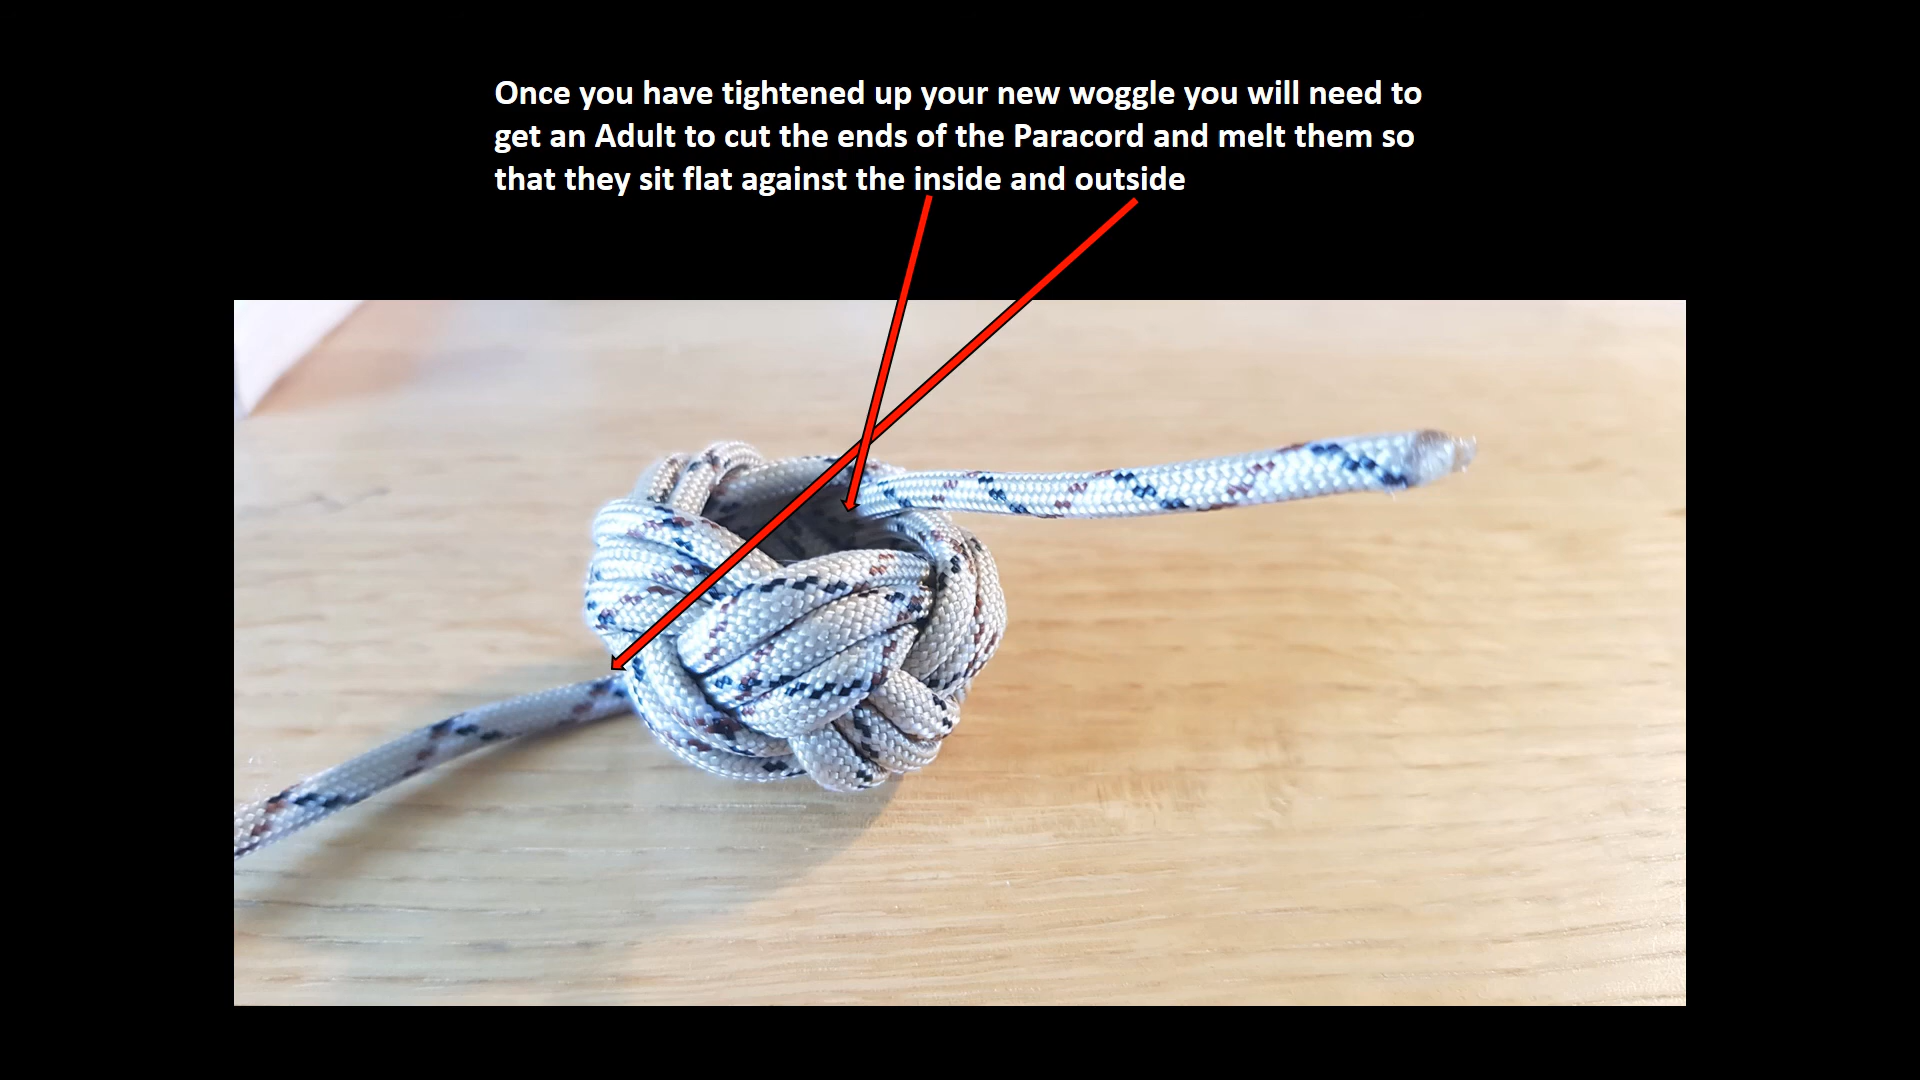 Once you have tightened up your new woggle you will need to
get an Adult to cut the ends of the Paracord and melt them so
that they sit flat against the inside and outside